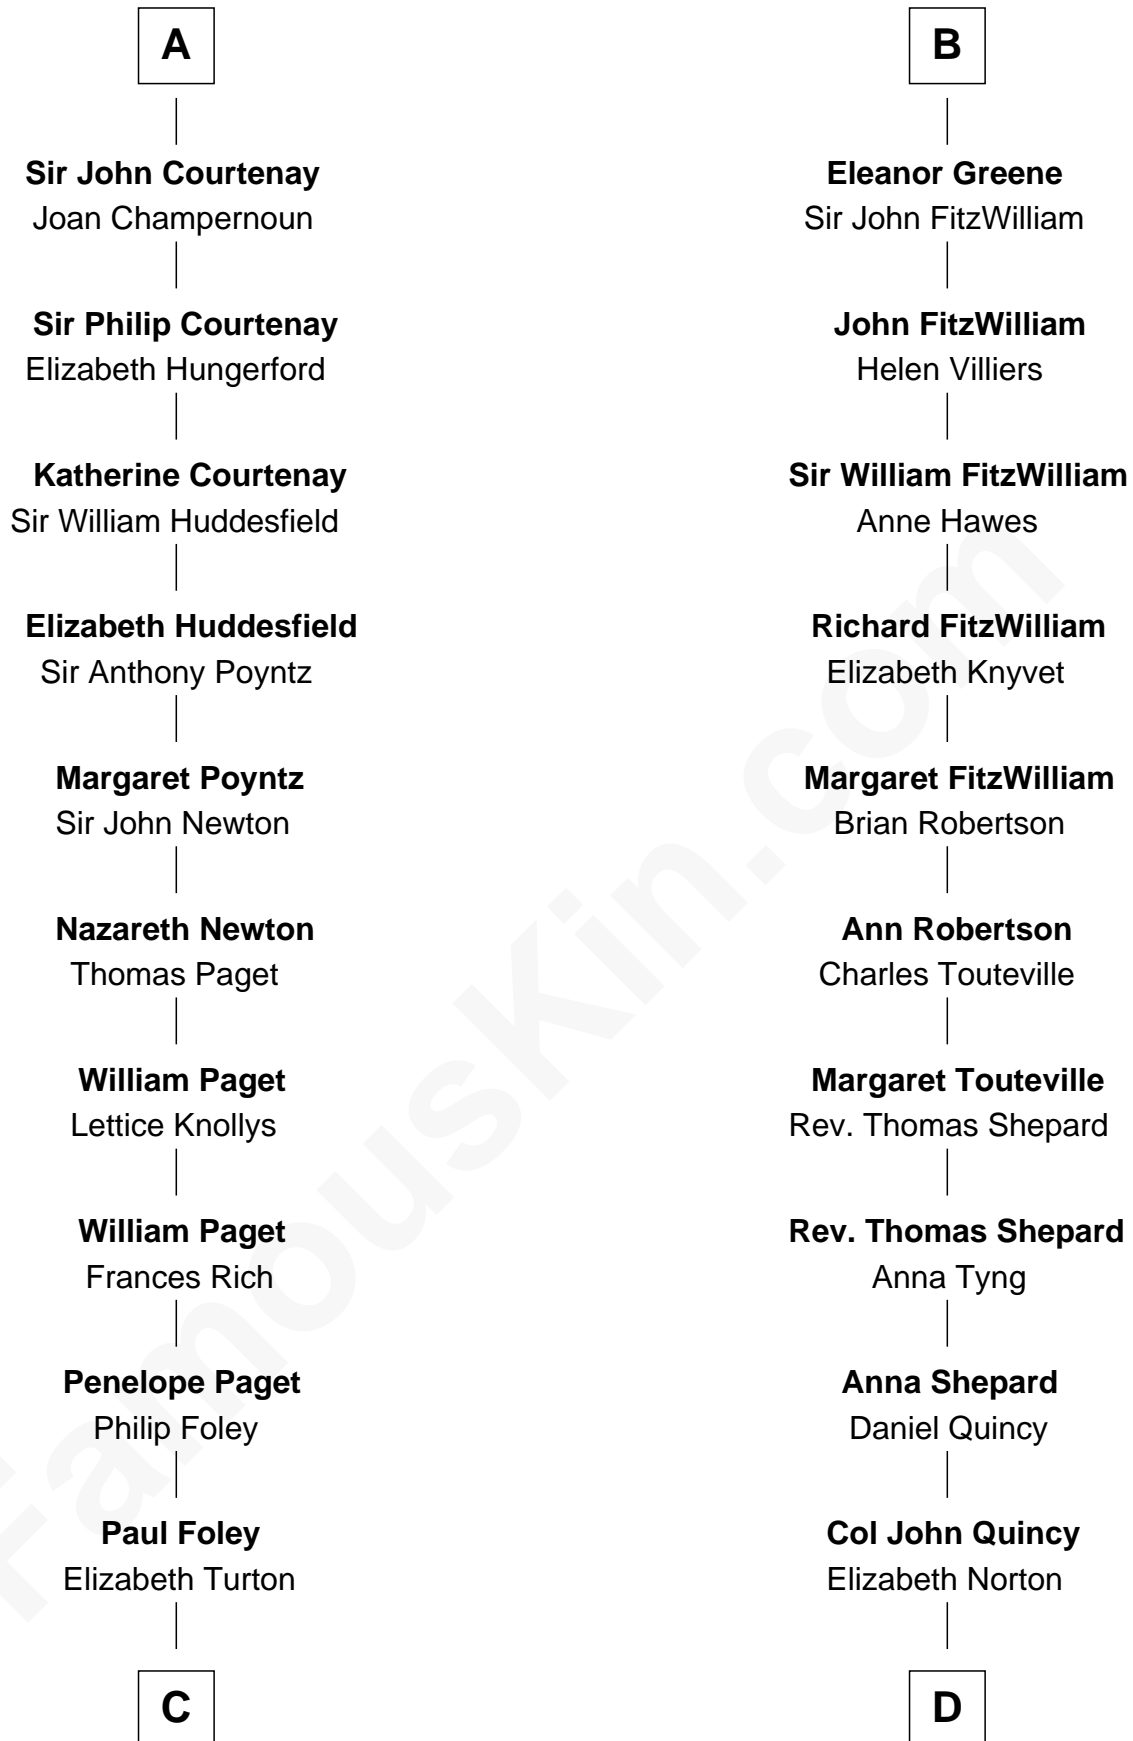 A
Sir John Courtenay
Joan Champernoun
Sir Philip Courtenay
Elizabeth Hungerford
Katherine Courtenay
Sir William Huddesfield
Elizabeth Huddesfield
Sir Anthony Poyntz
Margaret Poyntz
Sir John Newton
Nazareth Newton
Thomas Paget
William Paget
Lettice Knollys
William Paget
Frances Rich
Penelope Paget
Philip Foley
Paul Foley
Elizabeth Turton
C
B
Eleanor Greene
Sir John FitzWilliam
John FitzWilliam
Helen Villiers
Sir William FitzWilliam
Anne Hawes
Richard FitzWilliam
Elizabeth Knyvet
Margaret FitzWilliam
Brian Robertson
Ann Robertson
Charles Touteville
Margaret Touteville
Rev. Thomas Shepard
Rev. Thomas Shepard
Anna Tyng
Anna Shepard
Daniel Quincy
Col John Quincy
Elizabeth Norton
D
FamousKin.com